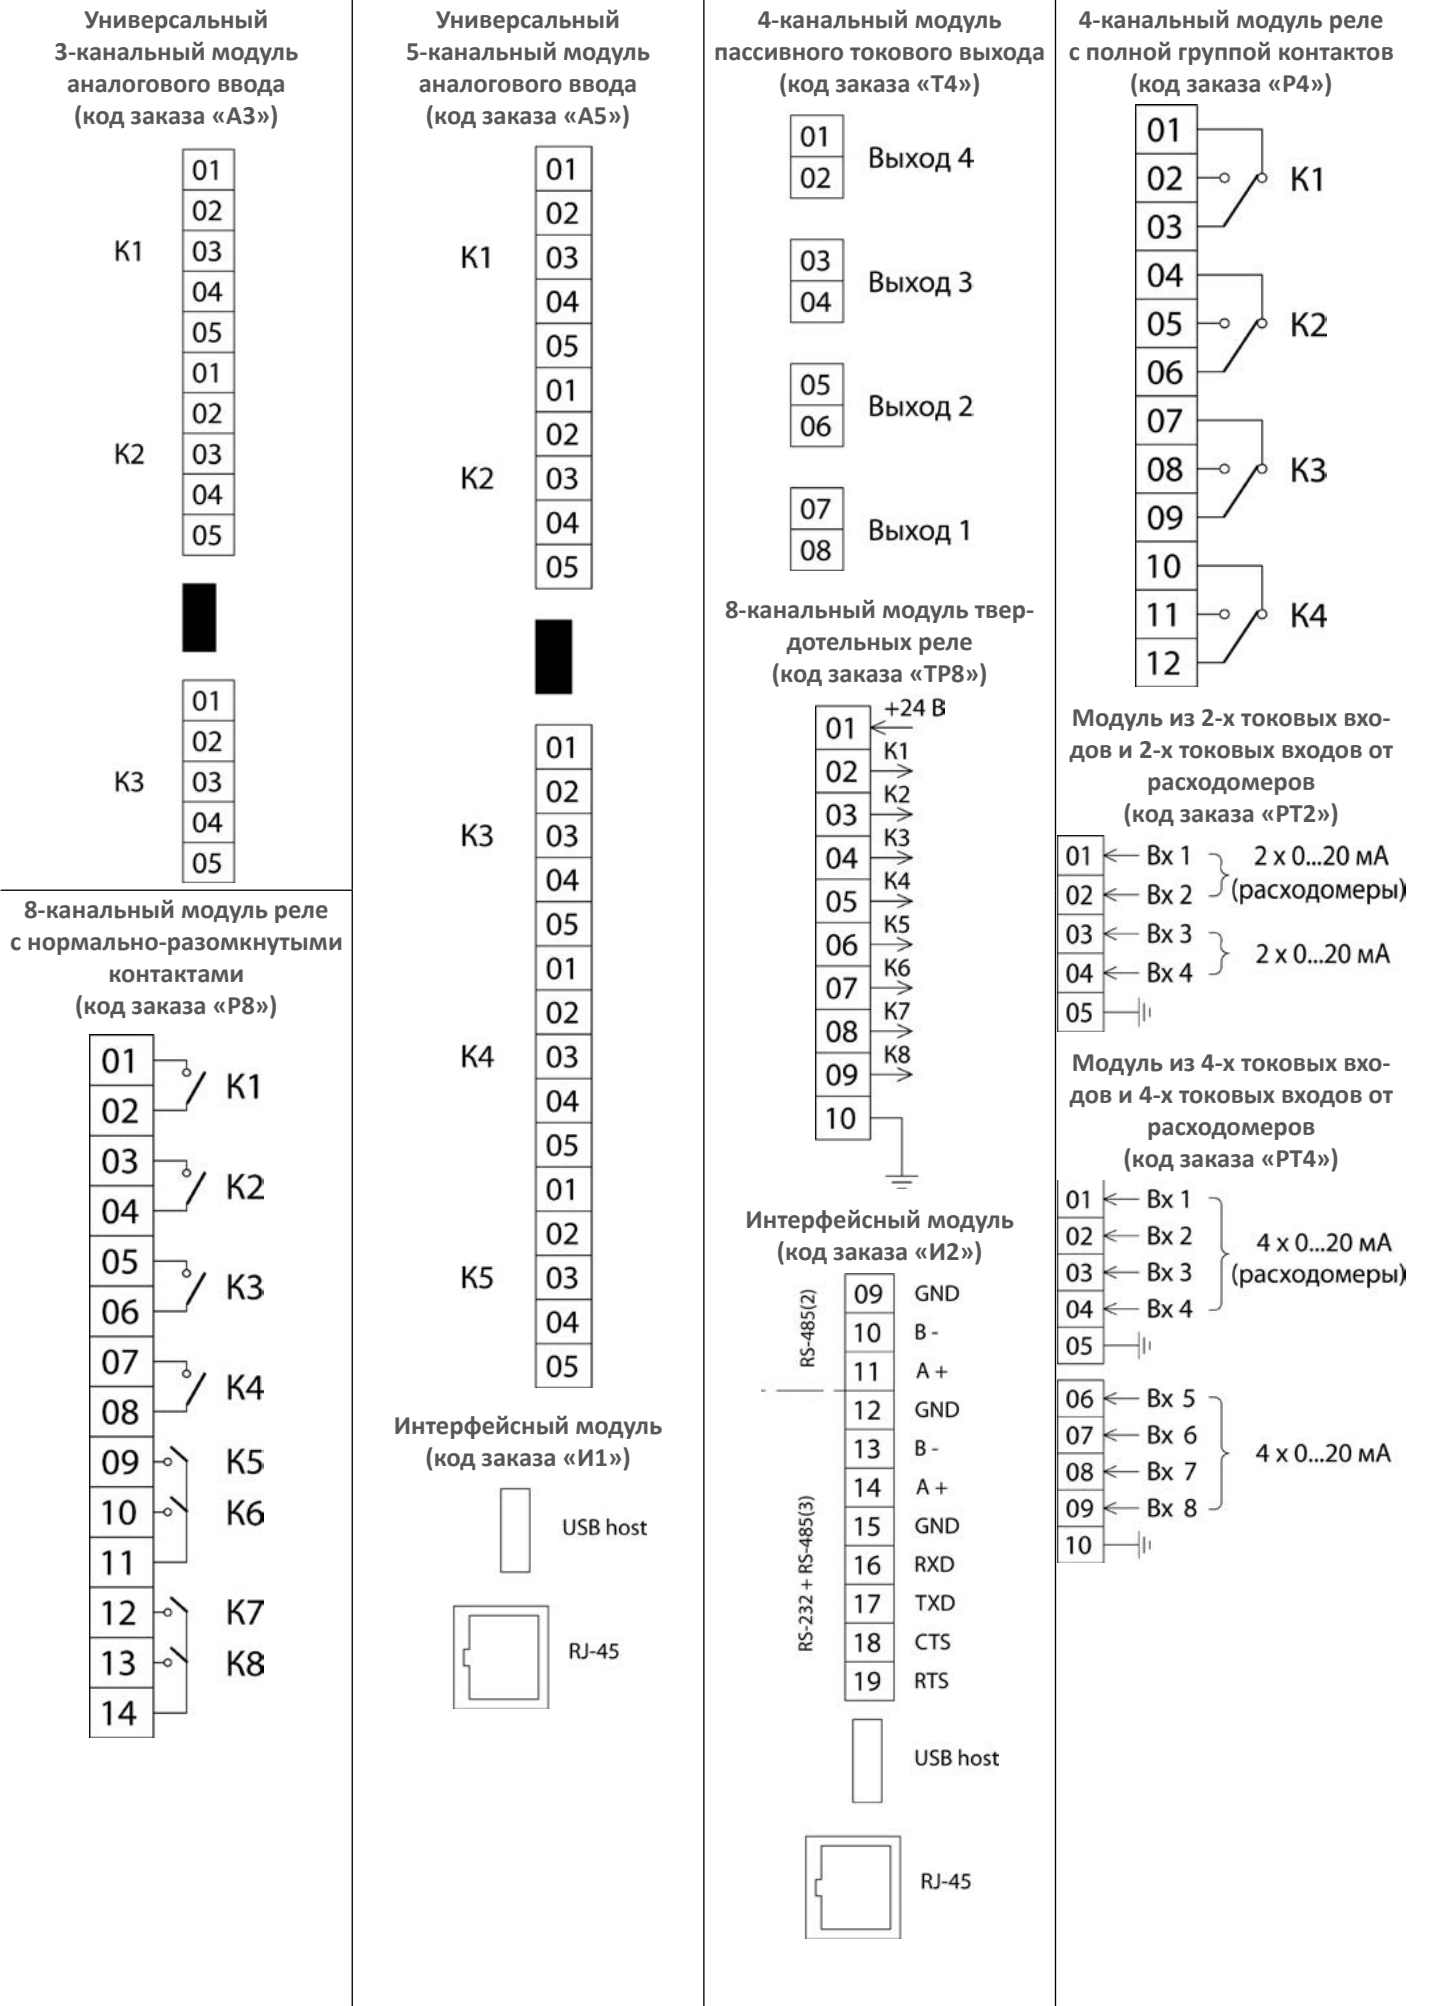 Универсальный
3-канальный модуль
аналогового ввода
(код заказа «А3»)
01
02
К1 03
04
05
01
02
К2 03
04
05
01
02
К3 03
04
05
8-канальный модуль реле
с нормально-разомкнутыми
контактами
(код заказа «Р8»)
01
К1
02
03
К2
04
05
К3
06
07
К4
08
09 К5
10 К6
11
12 К7
13 К8
14
Универсальный
5-канальный модуль
аналогового ввода
(код заказа «А5»)
01
02
К1 03
04
05
01
02
К2 03
04
05
01
02
К3 03
04
05
01
02
К4 03
04
05
01
02
К5 03
04
05
Интерфейсный модуль
(код заказа «И1»)
USB host
RJ-45
4-канальный модуль
пассивного токового выхода
(код заказа «Т4»)
01
Выход 4
02
03
Выход 3
04
05
Выход 2
06
07
Выход 1
08
8-канальный модуль твер-
дотельных реле
(код заказа «ТР8»)
+24 В
01
К1
02
К2
03
К3
04
К4
05
К5
06
К6
07
К7
08
К8
09
10
Интерфейсный модуль
(код заказа «И2»)
RS-485(2)
09 GND
10 B -
11 A +
RS-232 + RS-485(3)
12 GND
13 B -
14 A +
15 GND
16 RXD
17 TXD
18 CTS
19 RTS
USB host
RJ-45
4-канальный модуль реле
с полной группой контактов
(код заказа «Р4»)
01
02 К1
03
04
05 К2
06
07
08 К3
09
10
11 К4
12
Модуль из 2-х токовых вхо-
дов и 2-х токовых входов от
расходомеров
(код заказа «РТ2»)
01 Вх 1 2 x 0...20 мА
02 Вх 2 (расходомеры)
03 Вх 3
2 x 0...20 мА
04 Вх 4
05
Модуль из 4-х токовых вхо-
дов и 4-х токовых входов от
расходомеров
(код заказа «РТ4»)
01 Вх 1
02 Вх 2 4 x 0...20 мА
03 Вх 3 (расходомеры)
04 Вх 4
05
06 Вх 5
07 Вх 6
4 x 0...20 мА
08 Вх 7
09 Вх 8
10